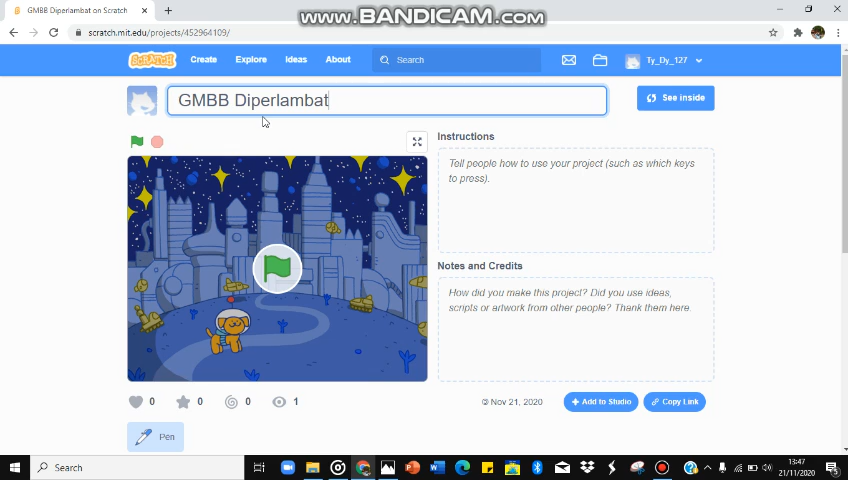 GMBB Diperlambat on Scratch
www.BANDICAM.com
scratch.mit.edu/projects/452964109/
SCRATCH
Create
Explore
Ideas
About
Search
Ty_Dy_127
GMBB Diperlambat
See inside
Instructions
Tell people how to use your project (such as which keys
to press).
Notes and Credits
How did you make this project? Did you use ideas,
scripts or artwork from other people? Thank them here.
0
0
0
1
© Nov 21, 2020
Add to Studio
Copy Link
Pen
Search
13:47
21/11/2020